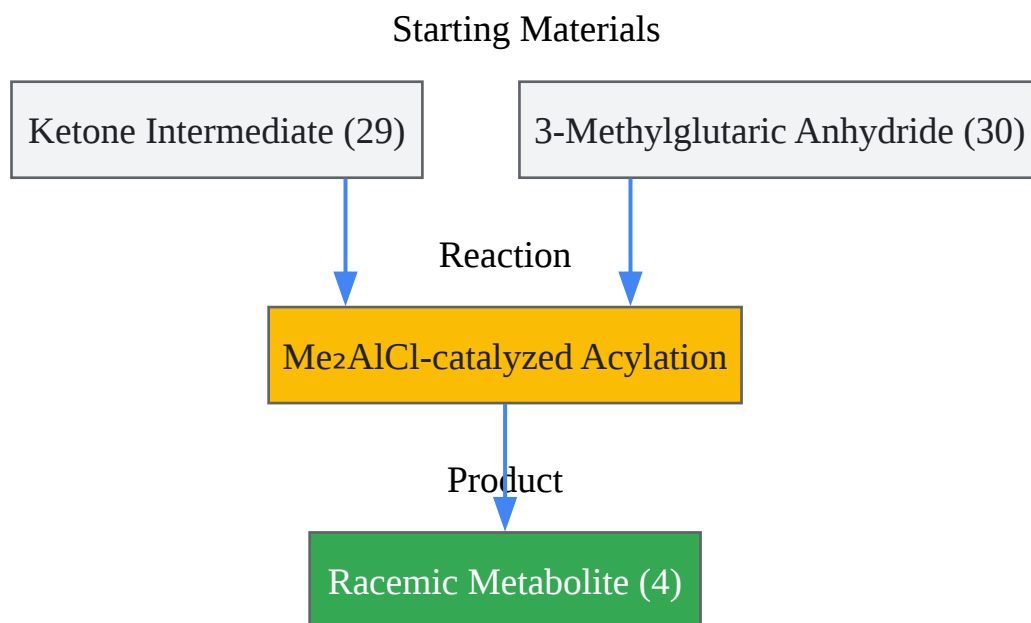 Starting Materials
Ketone Intermediate (29)
3-Methylglutaric Anhydride (30)
Reaction
Me₂AlCl-catalyzed Acylation
Product
Racemic Metabolite (4)